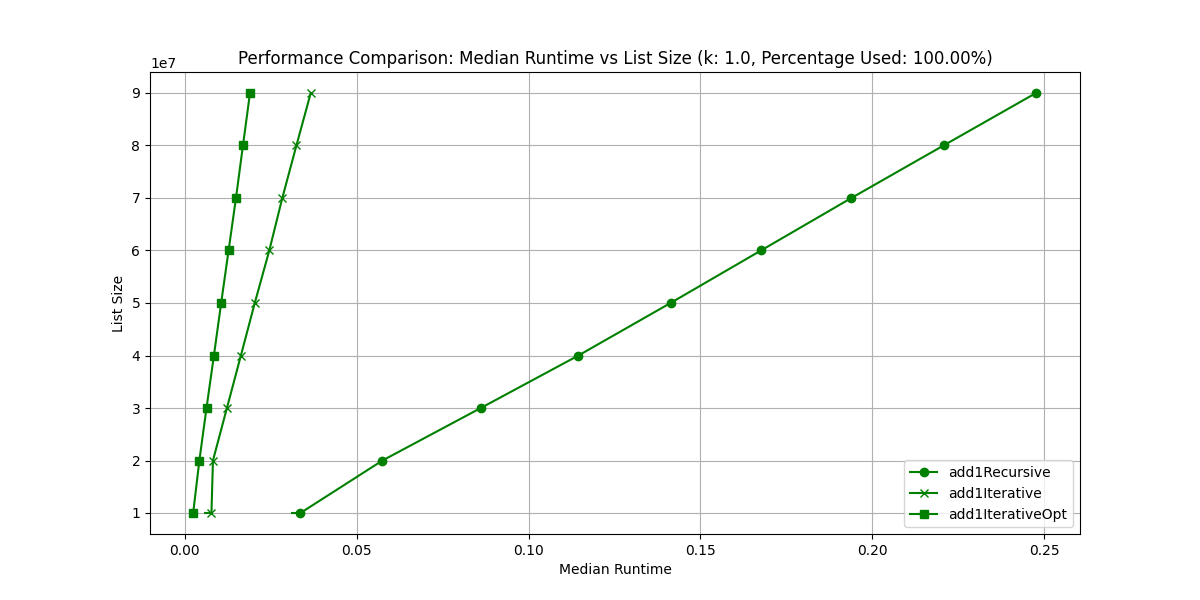 Performance Comparison: Median Runtime vs List Size (k: 1.0, Percentage Used: 100.00%)
1e7
9
8
7
6
5
4
3
2
1
List Size
0.00
0.05
0.10
0.15
0.20
0.25
Median Runtime
add1Recursive
add1Iterative
add1IterativeOpt